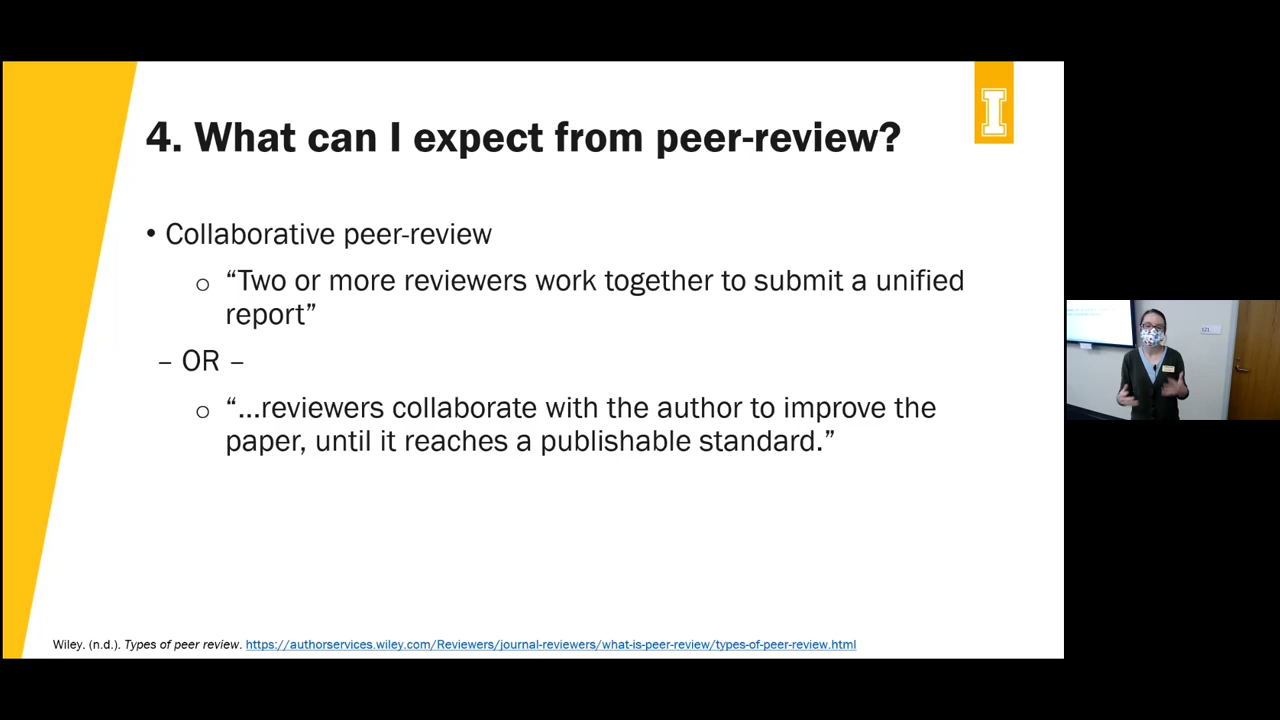 I
4. What can I expect from peer-review?
• Collaborative peer-review
o “Two or more reviewers work together to submit a unified
report”
– OR –
o “...reviewers collaborate with the author to improve the
paper, until it reaches a publishable standard.”
Wiley. (n.d.). Types of peer review. https://authorservices.wiley.com/Reviewers/journal-reviewers/what-is-peer-review/types-of-peer-review.html